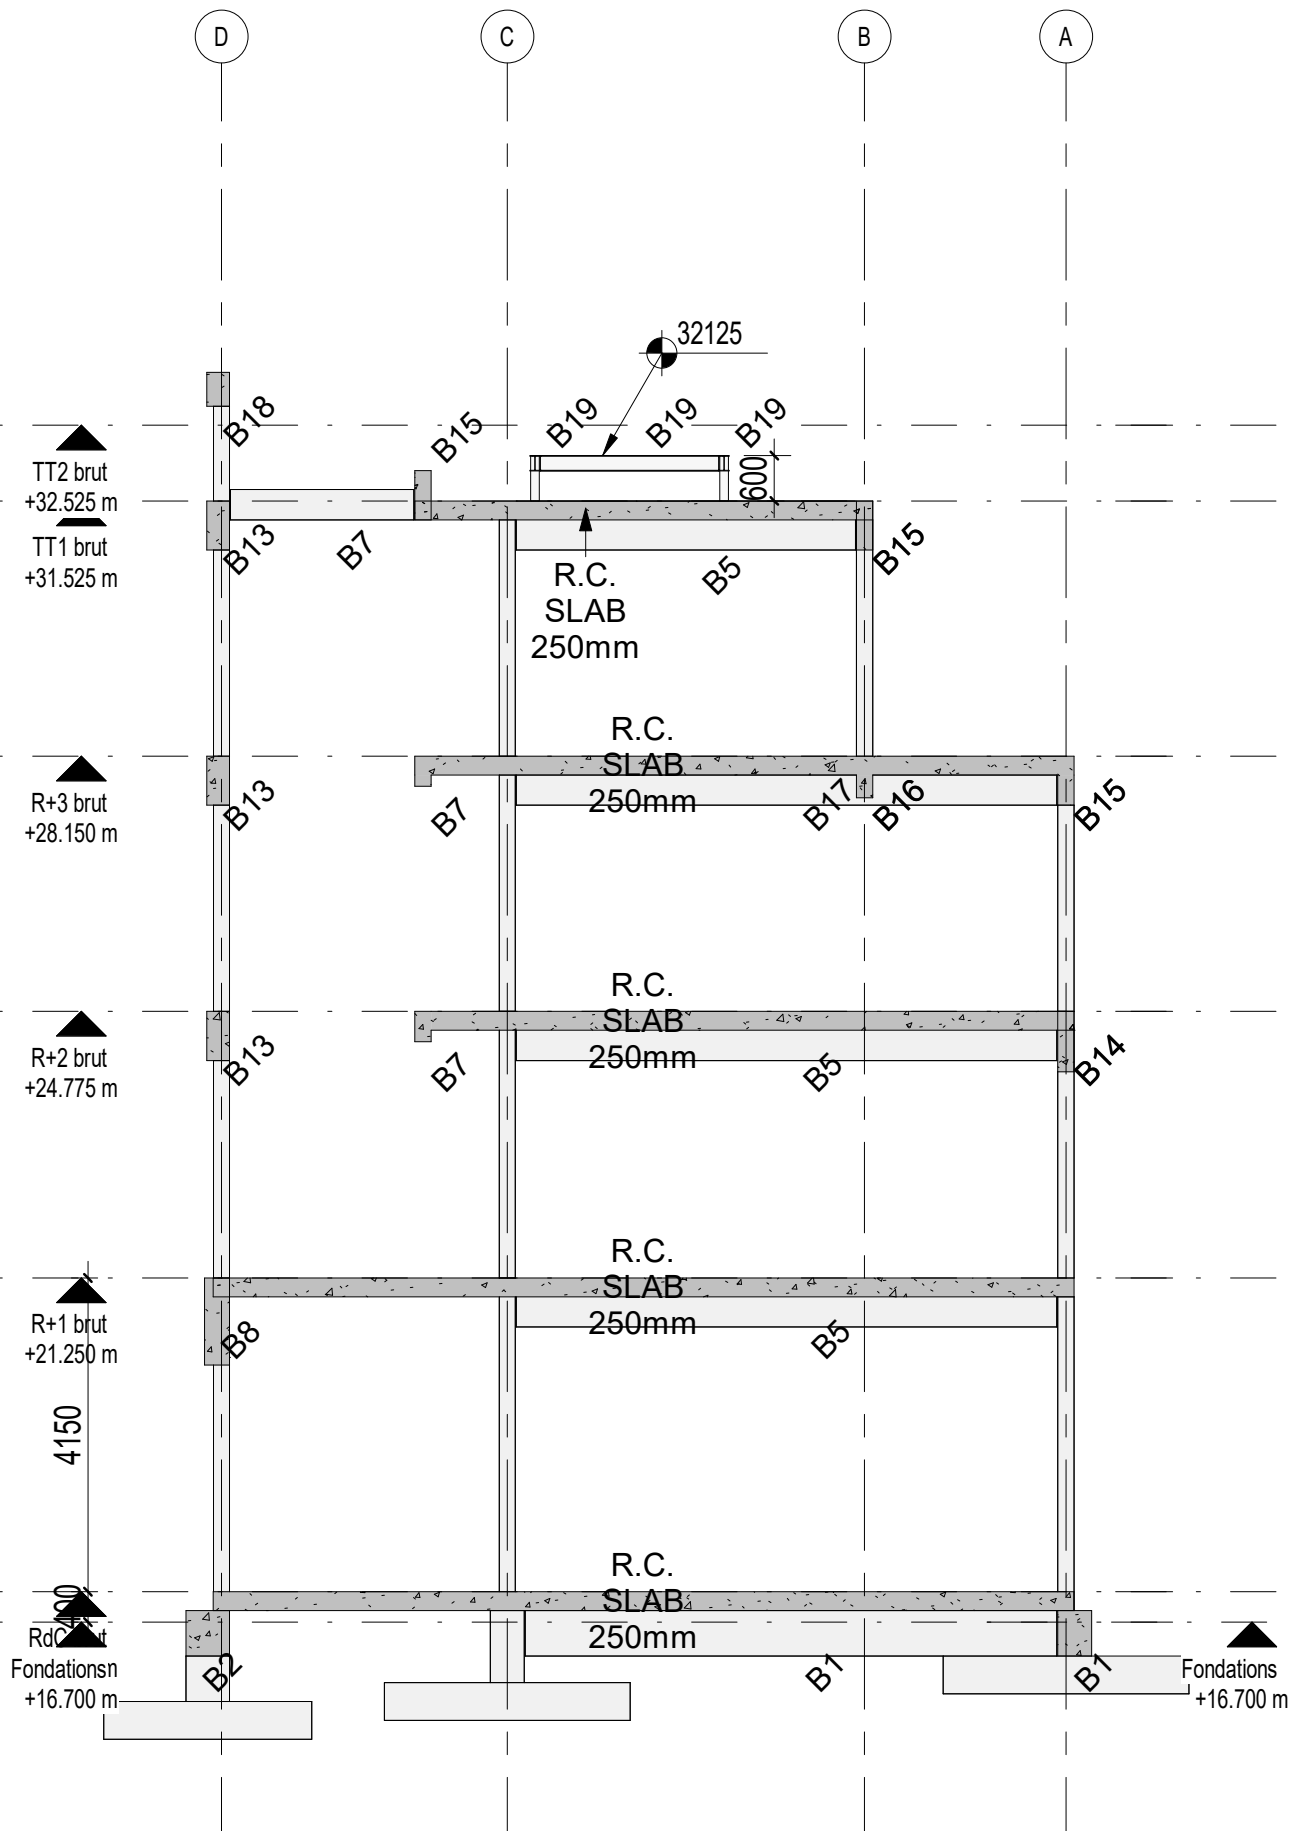 D
C
B
A
32125
B18
B15
B19
B19
B19
600
TT2 brut
+32.525 m
TT1 brut
+31.525 m
B13
B7
B5
B15
R.C.
SLAB
250mm
R.C.
SLAB
250mm
R+3 brut
+28.150 m
B13
B7
B17
B16
B15
R.C.
SLAB
250mm
R+2 brut
+24.775 m
B13
B7
B5
B14
R.C.
SLAB
250mm
R+1 brut
+21.250 m
B8
B5
4150
R.C.
SLAB
250mm
400
Fondations
+16.700 m
B2
B1
B1
Fondations
+16.700 m